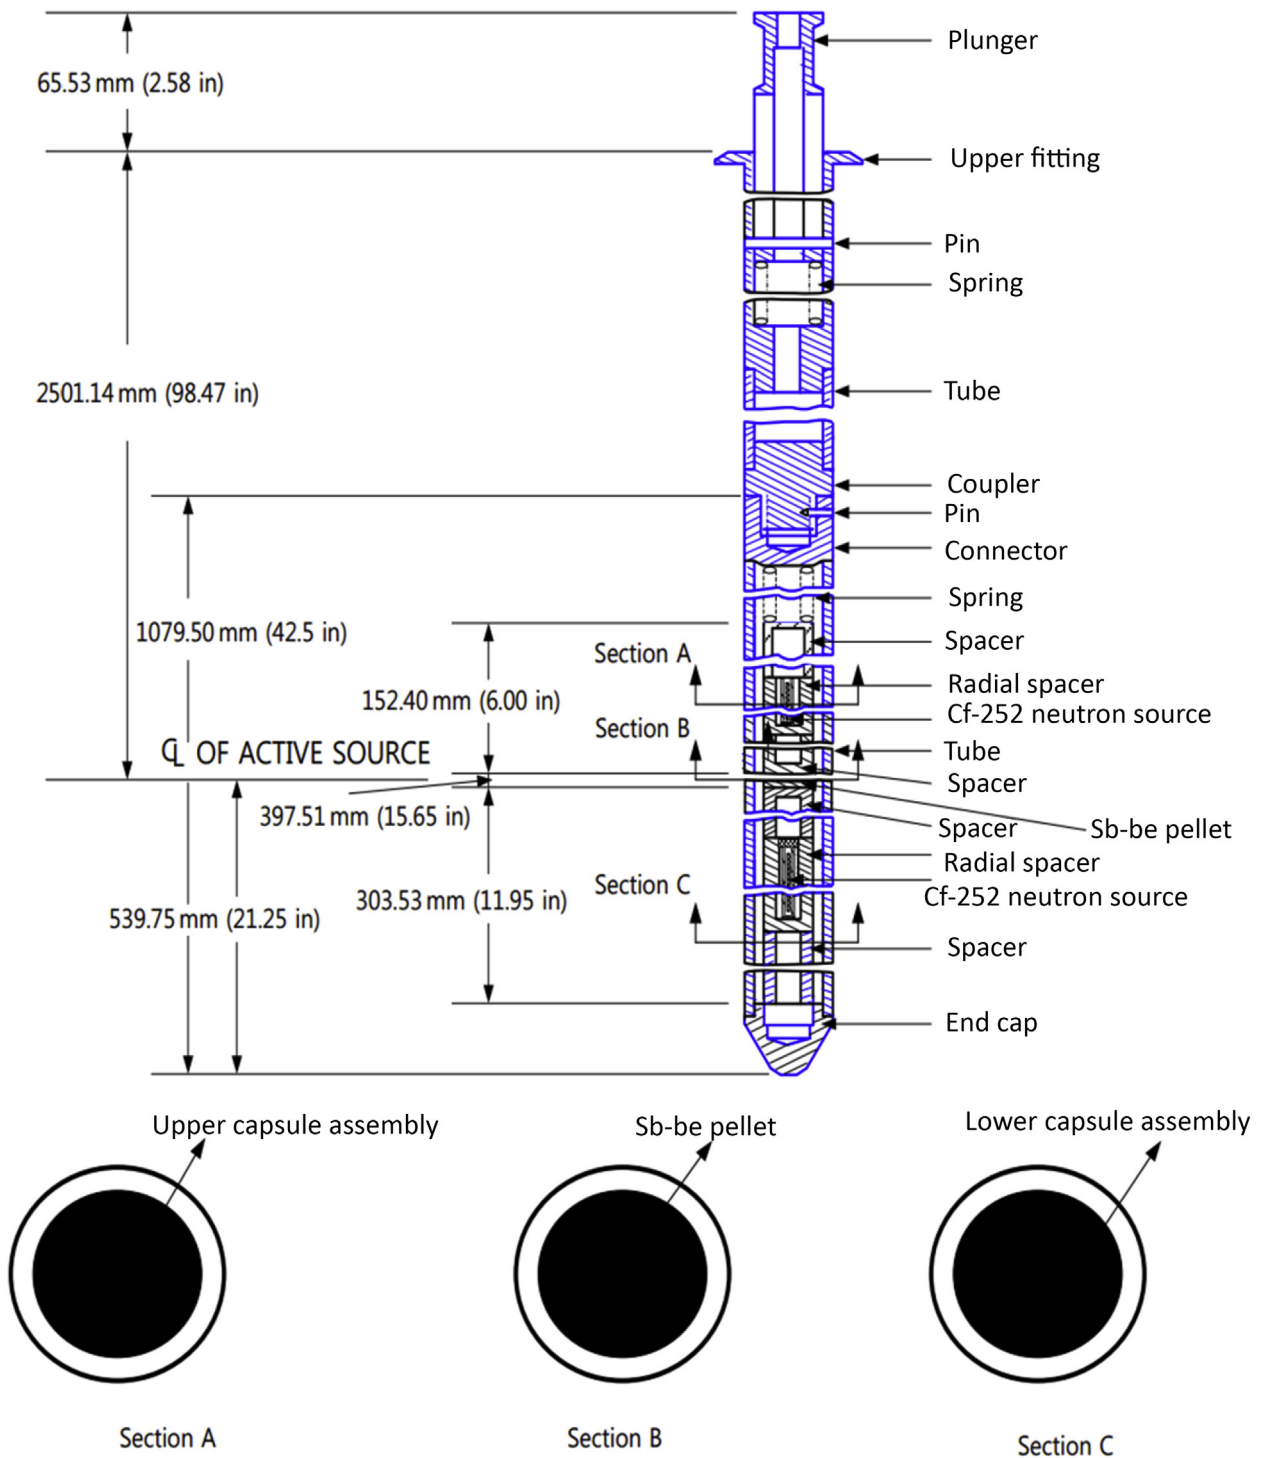 Plunger
65.53 mm (2.58 in)
Upper fitting
Pin
Spring
2501.14 mm (98.47 in)
Tube
Coupler
Pin
Connector
Spring
1079.50 mm (42.5 in)
Spacer
Section A
Radial spacer
152.40 mm (6.00 in)
Cf-252 neutron source
Section B
℄ OF ACTIVE SOURCE
Tube
Spacer
397.51 mm (15.65 in)
Spacer
Sb-be pellet
Radial spacer
Section C
Cf-252 neutron source
303.53 mm (11.95 in)
539.75 mm (21.25 in)
Spacer
End cap
Upper capsule assembly
Sb-be pellet
Lower capsule assembly
Section A
Section B
Section C